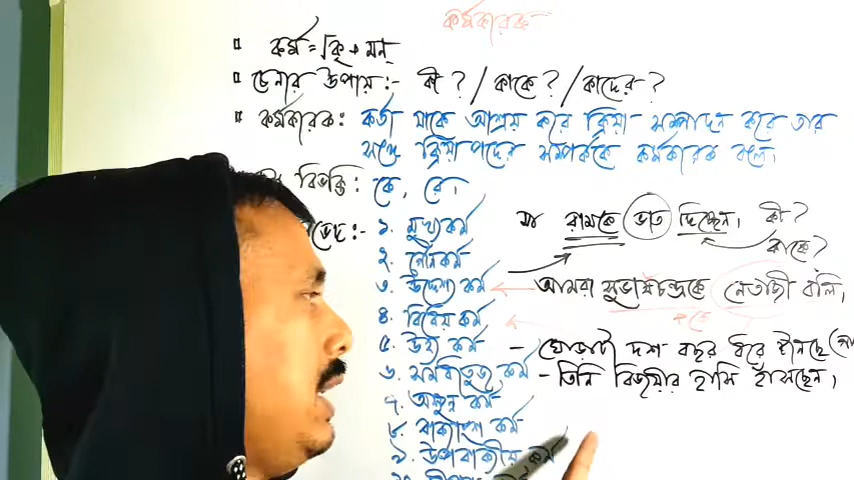 কর্মকারক
▪ কর্ম = √কৃ + মন্
▪ চেনার উপায় :- কী ? / কাকে ? / কাদের ?
▪ কর্মকারক : কর্তা যাকে আশ্রয় করে ক্রিয়া সম্পাদন করে তার
সঙ্গে ক্রিয়াপদের সম্পর্ককে কর্মকারক বলে।
বিভক্তি : কে, রে।
মা রামকে ভাত দিচ্ছেন। কী ?
কাকে ?
১. মুখ্যকর্ম
২. গৌনকর্ম
৩. উদ্দেশ্য কর্ম
আমরা সুভাষচন্দ্রকে নেতাজী বলি।
৪. বিধেয় কর্ম
৫. উহ্য কর্ম - ঘোড়াটি দশ বছর ধরে টানছে
৬. সমধাতুজ কর্ম - তিনি বিজয়ীর হাসি হাঁসছেন।
৭. অক্ষুন্ন কর্ম
৮. বাক্যাংশ কর্ম
৯. উপবাক্যীয় কর্ম